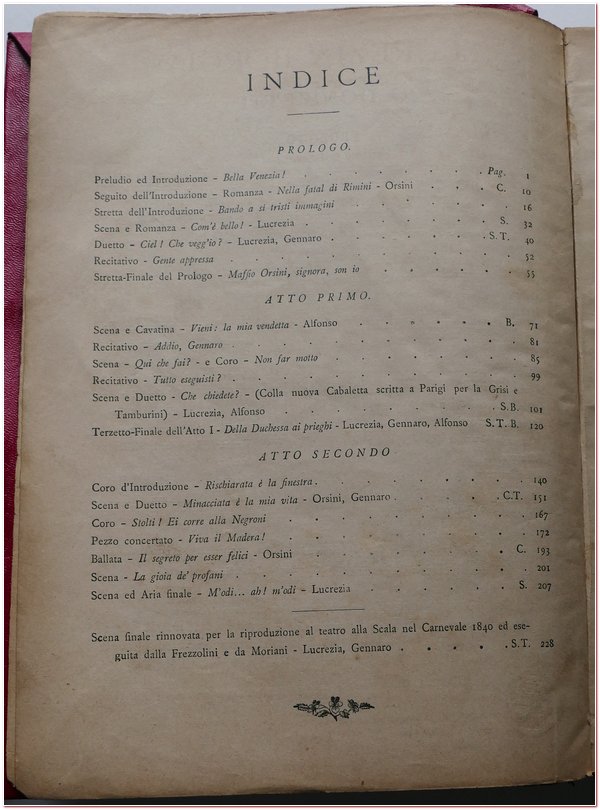 INDICE
PROLOGO.
Preludio ed Introduzione - Bella Venezia! . . . . . . Pag. 1
Seguito dell'Introduzione - Romanza - Nella fatal di Rimini - Orsini . . . C. 10
Stretta dell'Introduzione - Bando a sì tristi immagini . . . . . . 16
Scena e Romanza - Com'è bello! - Lucrezia . . . . . . S. 32
Duetto - Ciel! Che vegg'io? - Lucrezia, Gennaro . . . . . S. T. 40
Recitativo - Gente appressa . . . . . . . . 52
Stretta-Finale del Prologo - Maffio Orsini, signora, son io . . . . . 55
ATTO PRIMO.
Scena e Cavatina - Vieni: la mia vendetta - Alfonso . . . . . B. 71
Recitativo - Addio, Gennaro . . . . . . . . 81
Scena - Qui che fai? - e Coro - Non far motto . . . . . . 85
Recitativo - Tutto eseguisti? . . . . . . . . 99
Scena e Duetto - Che chiedete? - (Colla nuova Cabaletta scritta a Parigi per la Grisi e
Tamburini) - Lucrezia, Alfonso . . . . . . . S. B. 101
Terzetto-Finale dell'Atto I - Della Duchessa ai prieghi - Lucrezia, Gennaro, Alfonso S. T. B. 120
ATTO SECONDO
Coro d'Introduzione - Rischiarata è la finestra . . . . . . . 140
Scena e Duetto - Minacciata è la mia vita - Orsini, Gennaro . . . . . C. T. 151
Coro - Stolti! Ei corre alla Negroni . . . . . . . . 167
Pezzo concertato - Viva il Madera! . . . . . . . . 172
Ballata - Il segreto per esser felici - Orsini . . . . . . C. 193
Scena - La gioia de' profani . . . . . . . . 201
Scena ed Aria finale - M'odi... ah! m'odi - Lucrezia . . . . . S. 207
Scena finale rinnovata per la riproduzione al teatro alla Scala nel Carnevale 1840 ed ese-
guita dalla Frezzolini e da Moriani - Lucrezia, Gennaro . . . . . S. T. 228